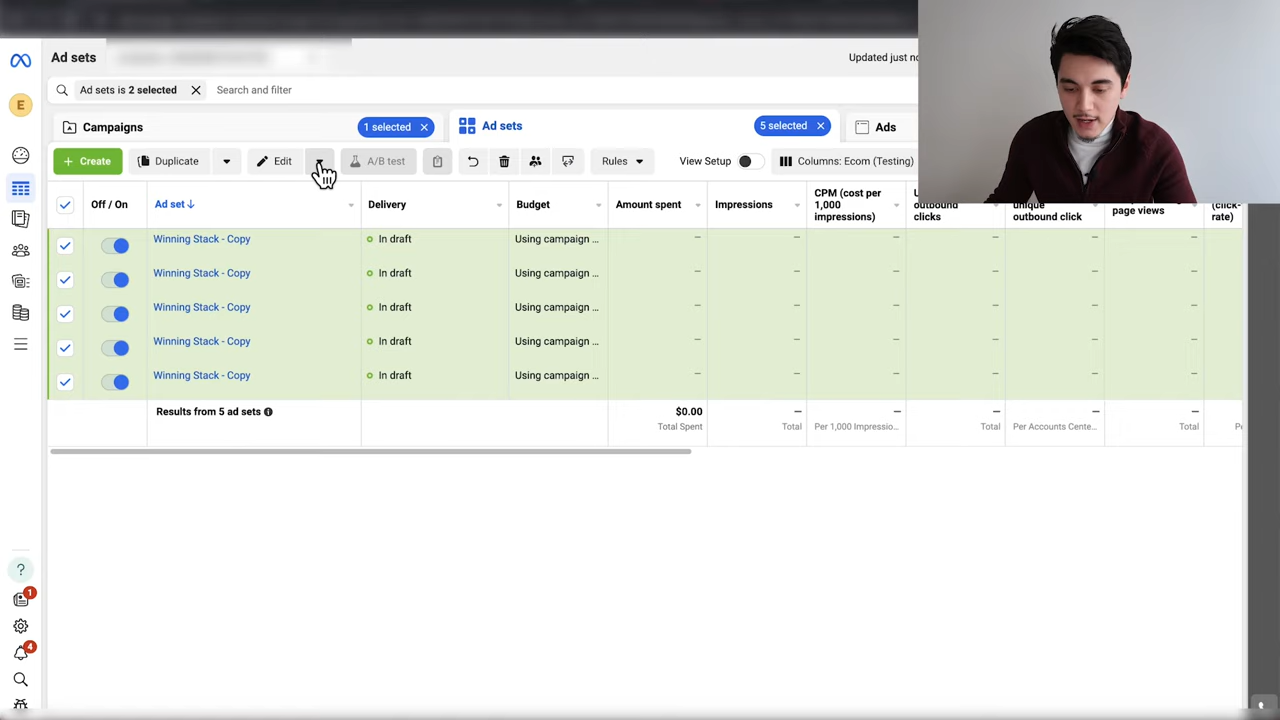 Ad sets
Updated just no
E
Ad sets is 2 selected
Search and filter
Campaigns
1 selected
Ad sets
5 selected
Ads
+ Create
Duplicate
Edit
A/B test
Rules
View Setup
Columns: Ecom (Testing)
Off / On
Ad set
Delivery
Budget
Amount spent
Impressions
CPM (cost per
1,000
impressions)
outbound
clicks
unique
outbound click
page views
(click-
rate)
Winning Stack - Copy
In draft
Using campaign ...
– – – – – –
Winning Stack - Copy
In draft
Using campaign ...
– – – – – –
Winning Stack - Copy
In draft
Using campaign ...
– – – – – –
Winning Stack - Copy
In draft
Using campaign ...
– – – – – –
Winning Stack - Copy
In draft
Using campaign ...
– – – – – –
Results from 5 ad sets
$0.00
– – – – –
Total Spent
Total
Per 1,000 Impressio...
Total
Per Accounts Cente...
Total
?
1
4